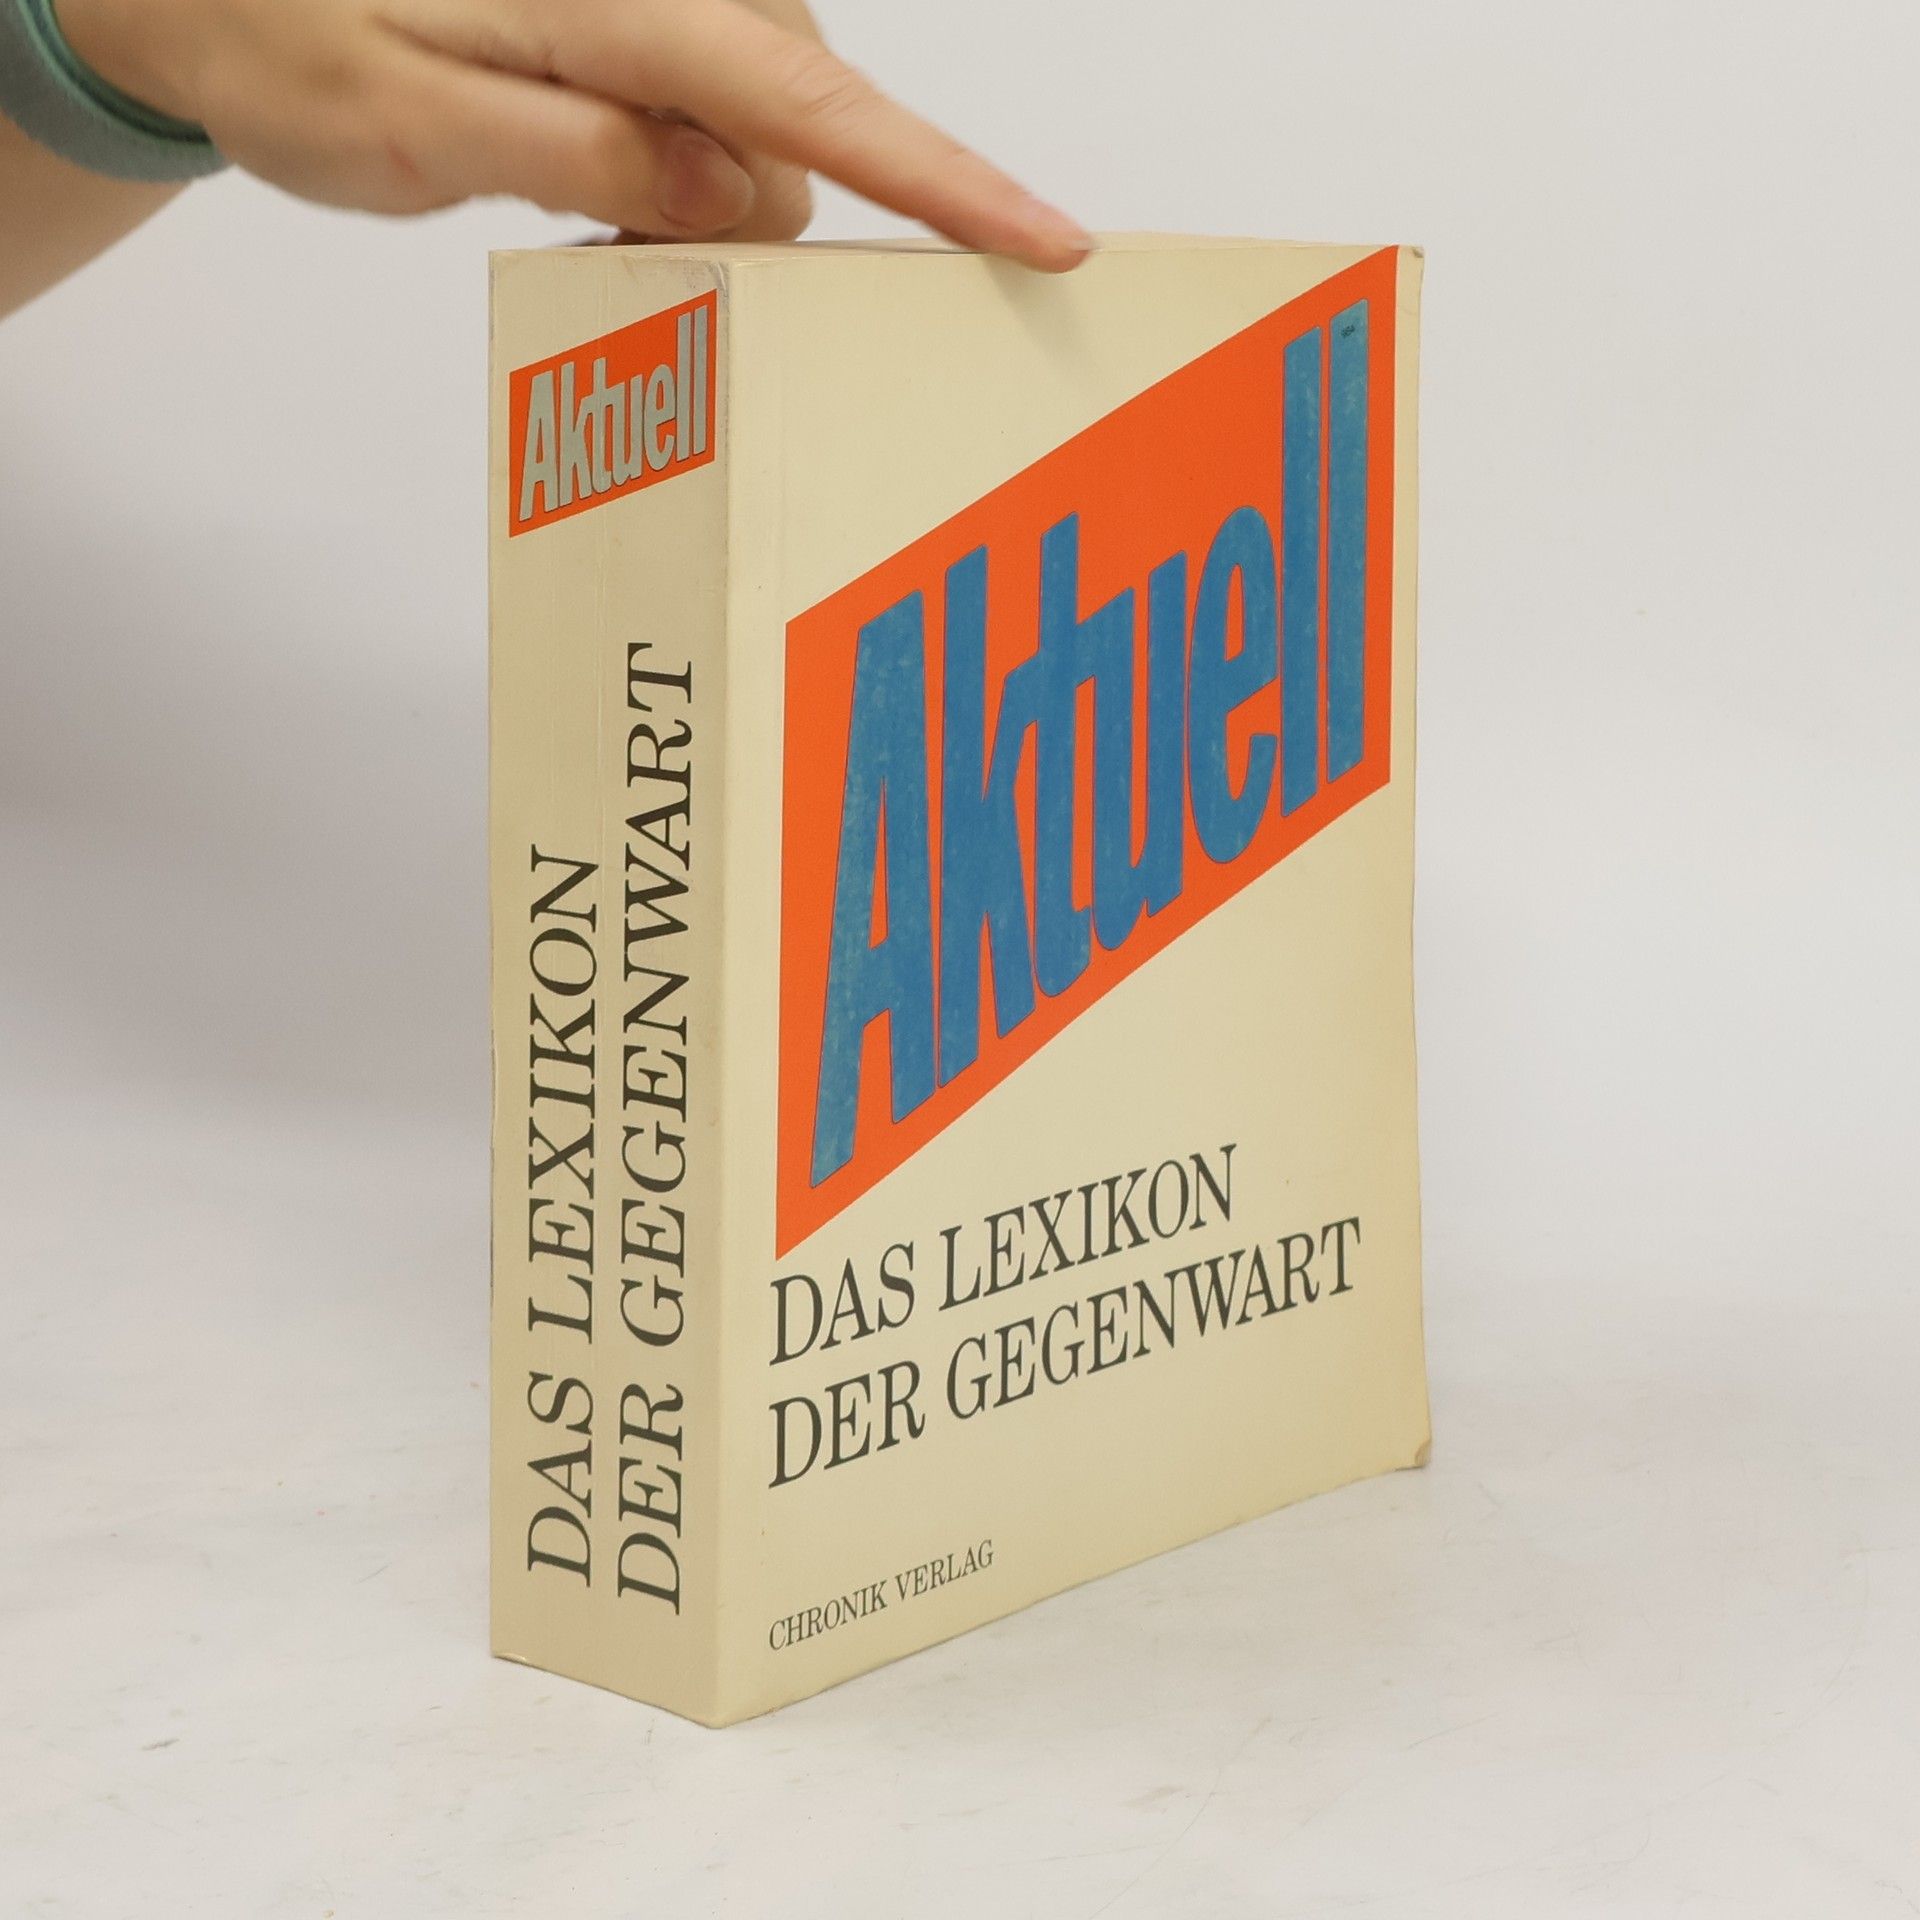 Aktuell
DAS LEXIKON
DER GEGENWART
Aktuell
DAS LEXIKON
DER GEGENWART
CHRONIK VERLAG